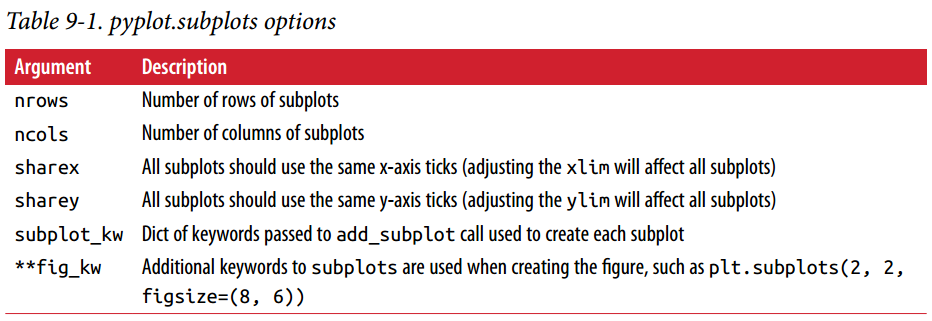 Table 9-1. pyplot.subplots options
Argument Description
nrows Number of rows of subplots
ncols Number of columns of subplots
sharex All subplots should use the same x-axis ticks (adjusting the xlim will affect all subplots)
sharey All subplots should use the same y-axis ticks (adjusting the ylim will affect all subplots)
subplot_kw Dict of keywords passed to add_subplot call used to create each subplot
**fig_kw Additional keywords to subplots are used when creating the figure, such as plt.subplots(2, 2,
figsize=(8, 6))